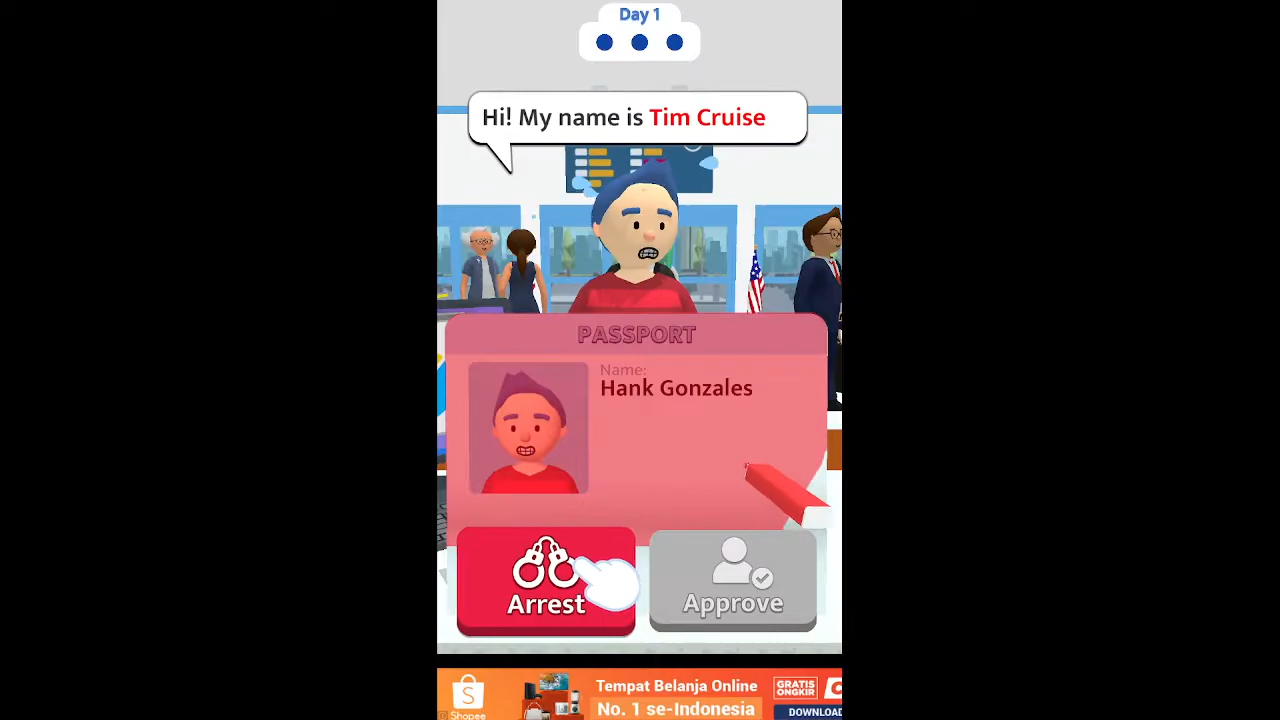 Day 1
Hi! My name is Tim Cruise
PASSPORT
Name:
Hank Gonzales
Arrest
Approve
Shopee
Tempat Belanja Online
No. 1 se-Indonesia
GRATIS
ONGKIR
DOWNLOAD